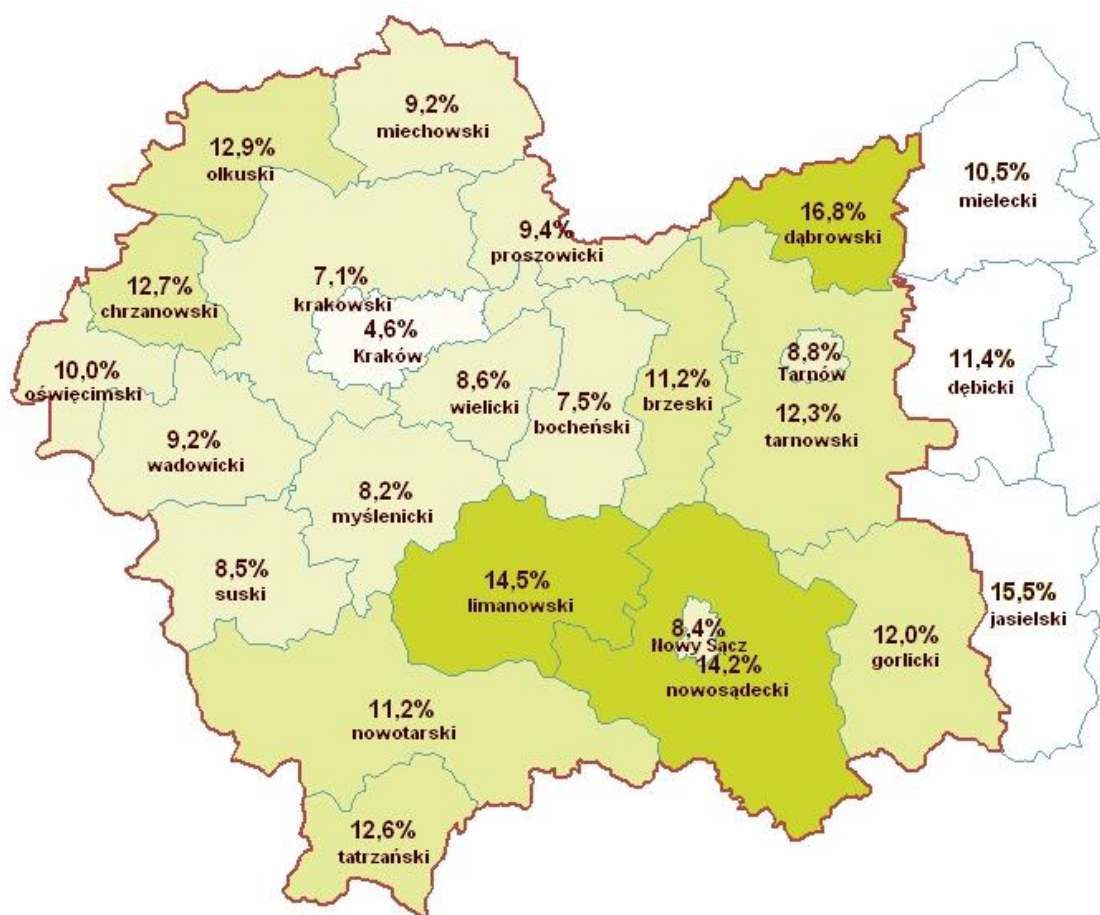 9,2%
miechowski
12,9%
olkuski
10,5%
mielecki
16,8%
dąbrowski
9,4%
proszowicki
7,1%
krakowski
12,7%
chrzanowski
4,6%
Kraków
8,8%
Tarnów
11,4%
dębicki
10,0%
oświęcimski
8,6%
wielicki
7,5%
bocheński
11,2%
brzeski
12,3%
tarnowski
9,2%
wadowicki
8,2%
myślenicki
8,5%
suski
14,5%
limanowski
15,5%
jasielski
8,4%
Nowy Sącz
14,2%
nowosądecki
12,0%
gorlicki
11,2%
nowotarski
12,6%
tatrzański